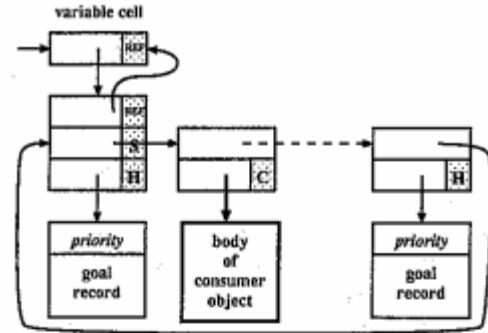 variable cell
REF
REF
S
H
C
H
priority
goal
record
body
of
consumer
object
priority
goal
record